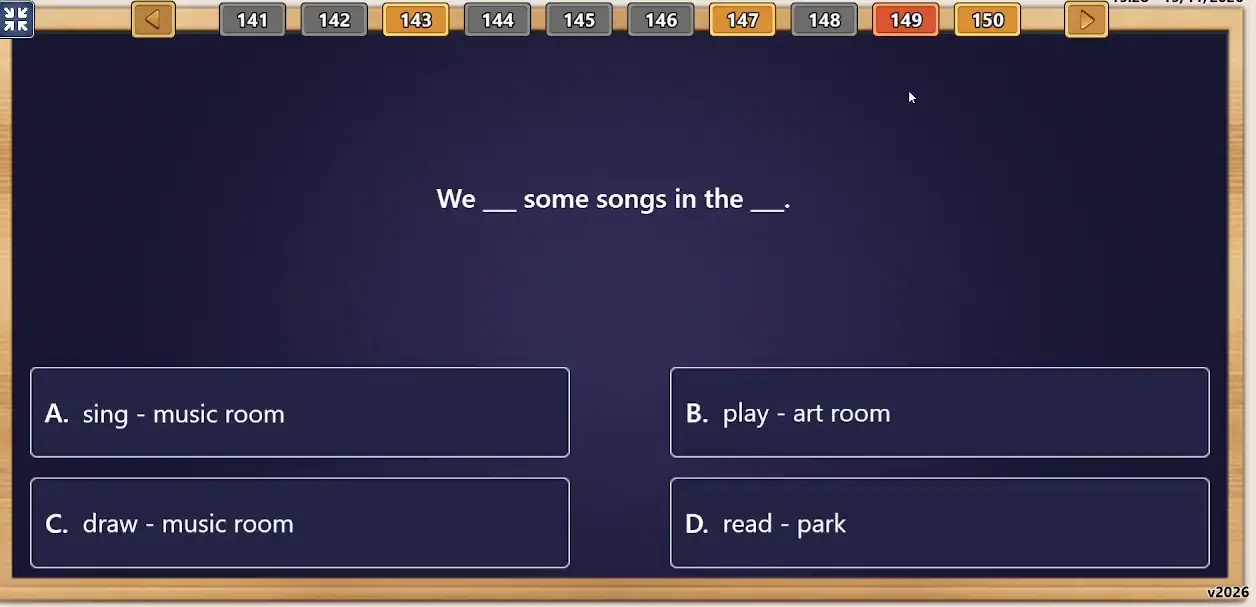 141 142 143 144 145 146 147 148 149 150
We ___ some songs in the ___.
A. sing - music room
B. play - art room
C. draw - music room
D. read - park
v2026